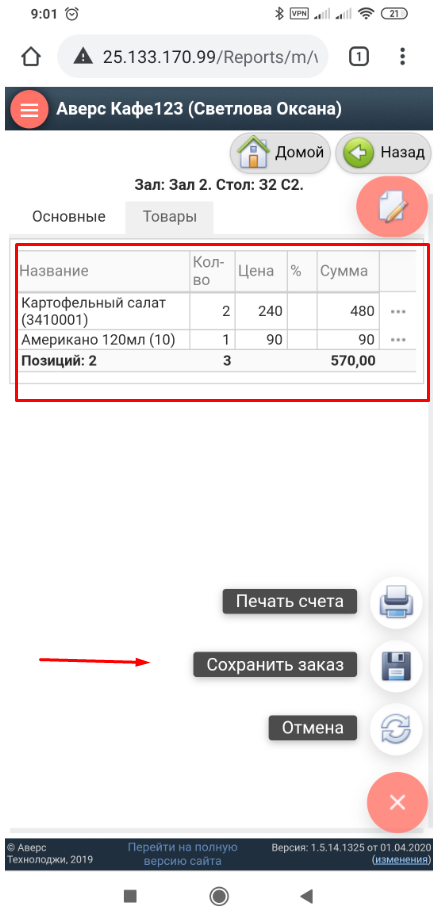 9:01 VPN 21
25.133.170.99/Reports/m/v 1
Аверс Кафе123 (Светлова Оксана)
Домой Назад
Зал: Зал 2. Стол: З2 С2.
Основные Товары
Название Кол-во Цена % Сумма
Картофельный салат (3410001) 2 240 480 ...
Американо 120мл (10) 1 90 90 ...
Позиций: 2 3 570,00
Печать счета
Сохранить заказ
Отмена
© Аверс Технолоджи, 2019
Перейти на полную версию сайта
Версия: 1.5.14.1325 от 01.04.2020
(изменения)